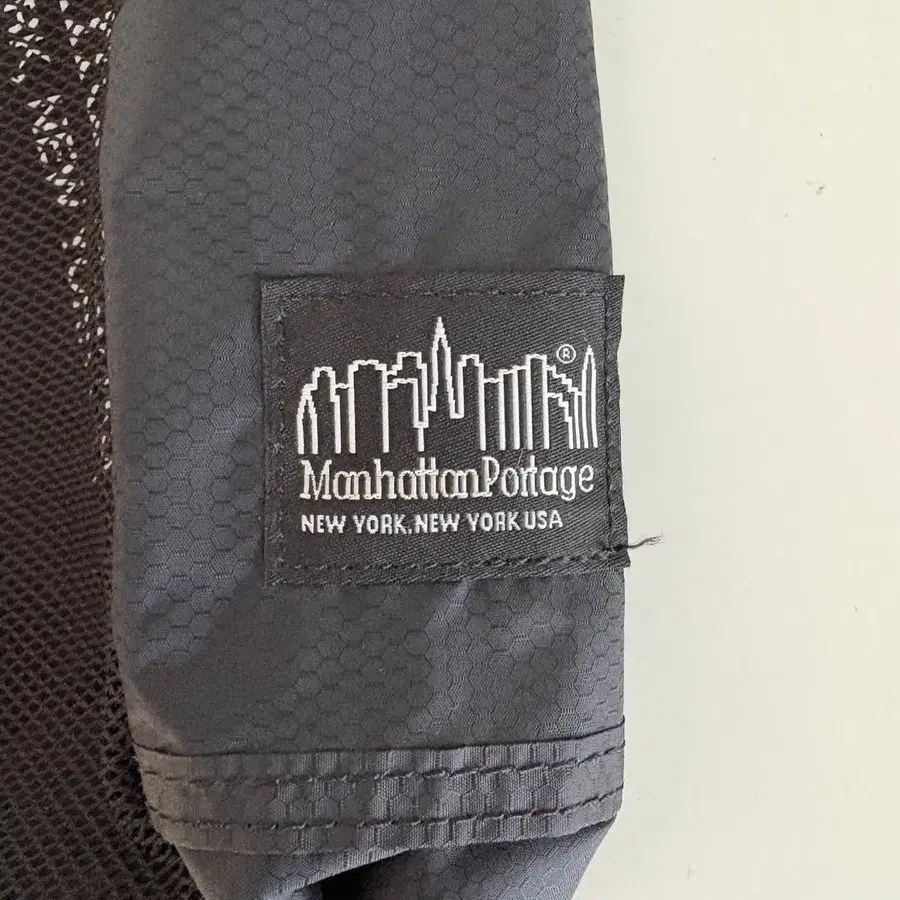 ®
ManhattanPortage
NEW YORK, NEW YORK USA